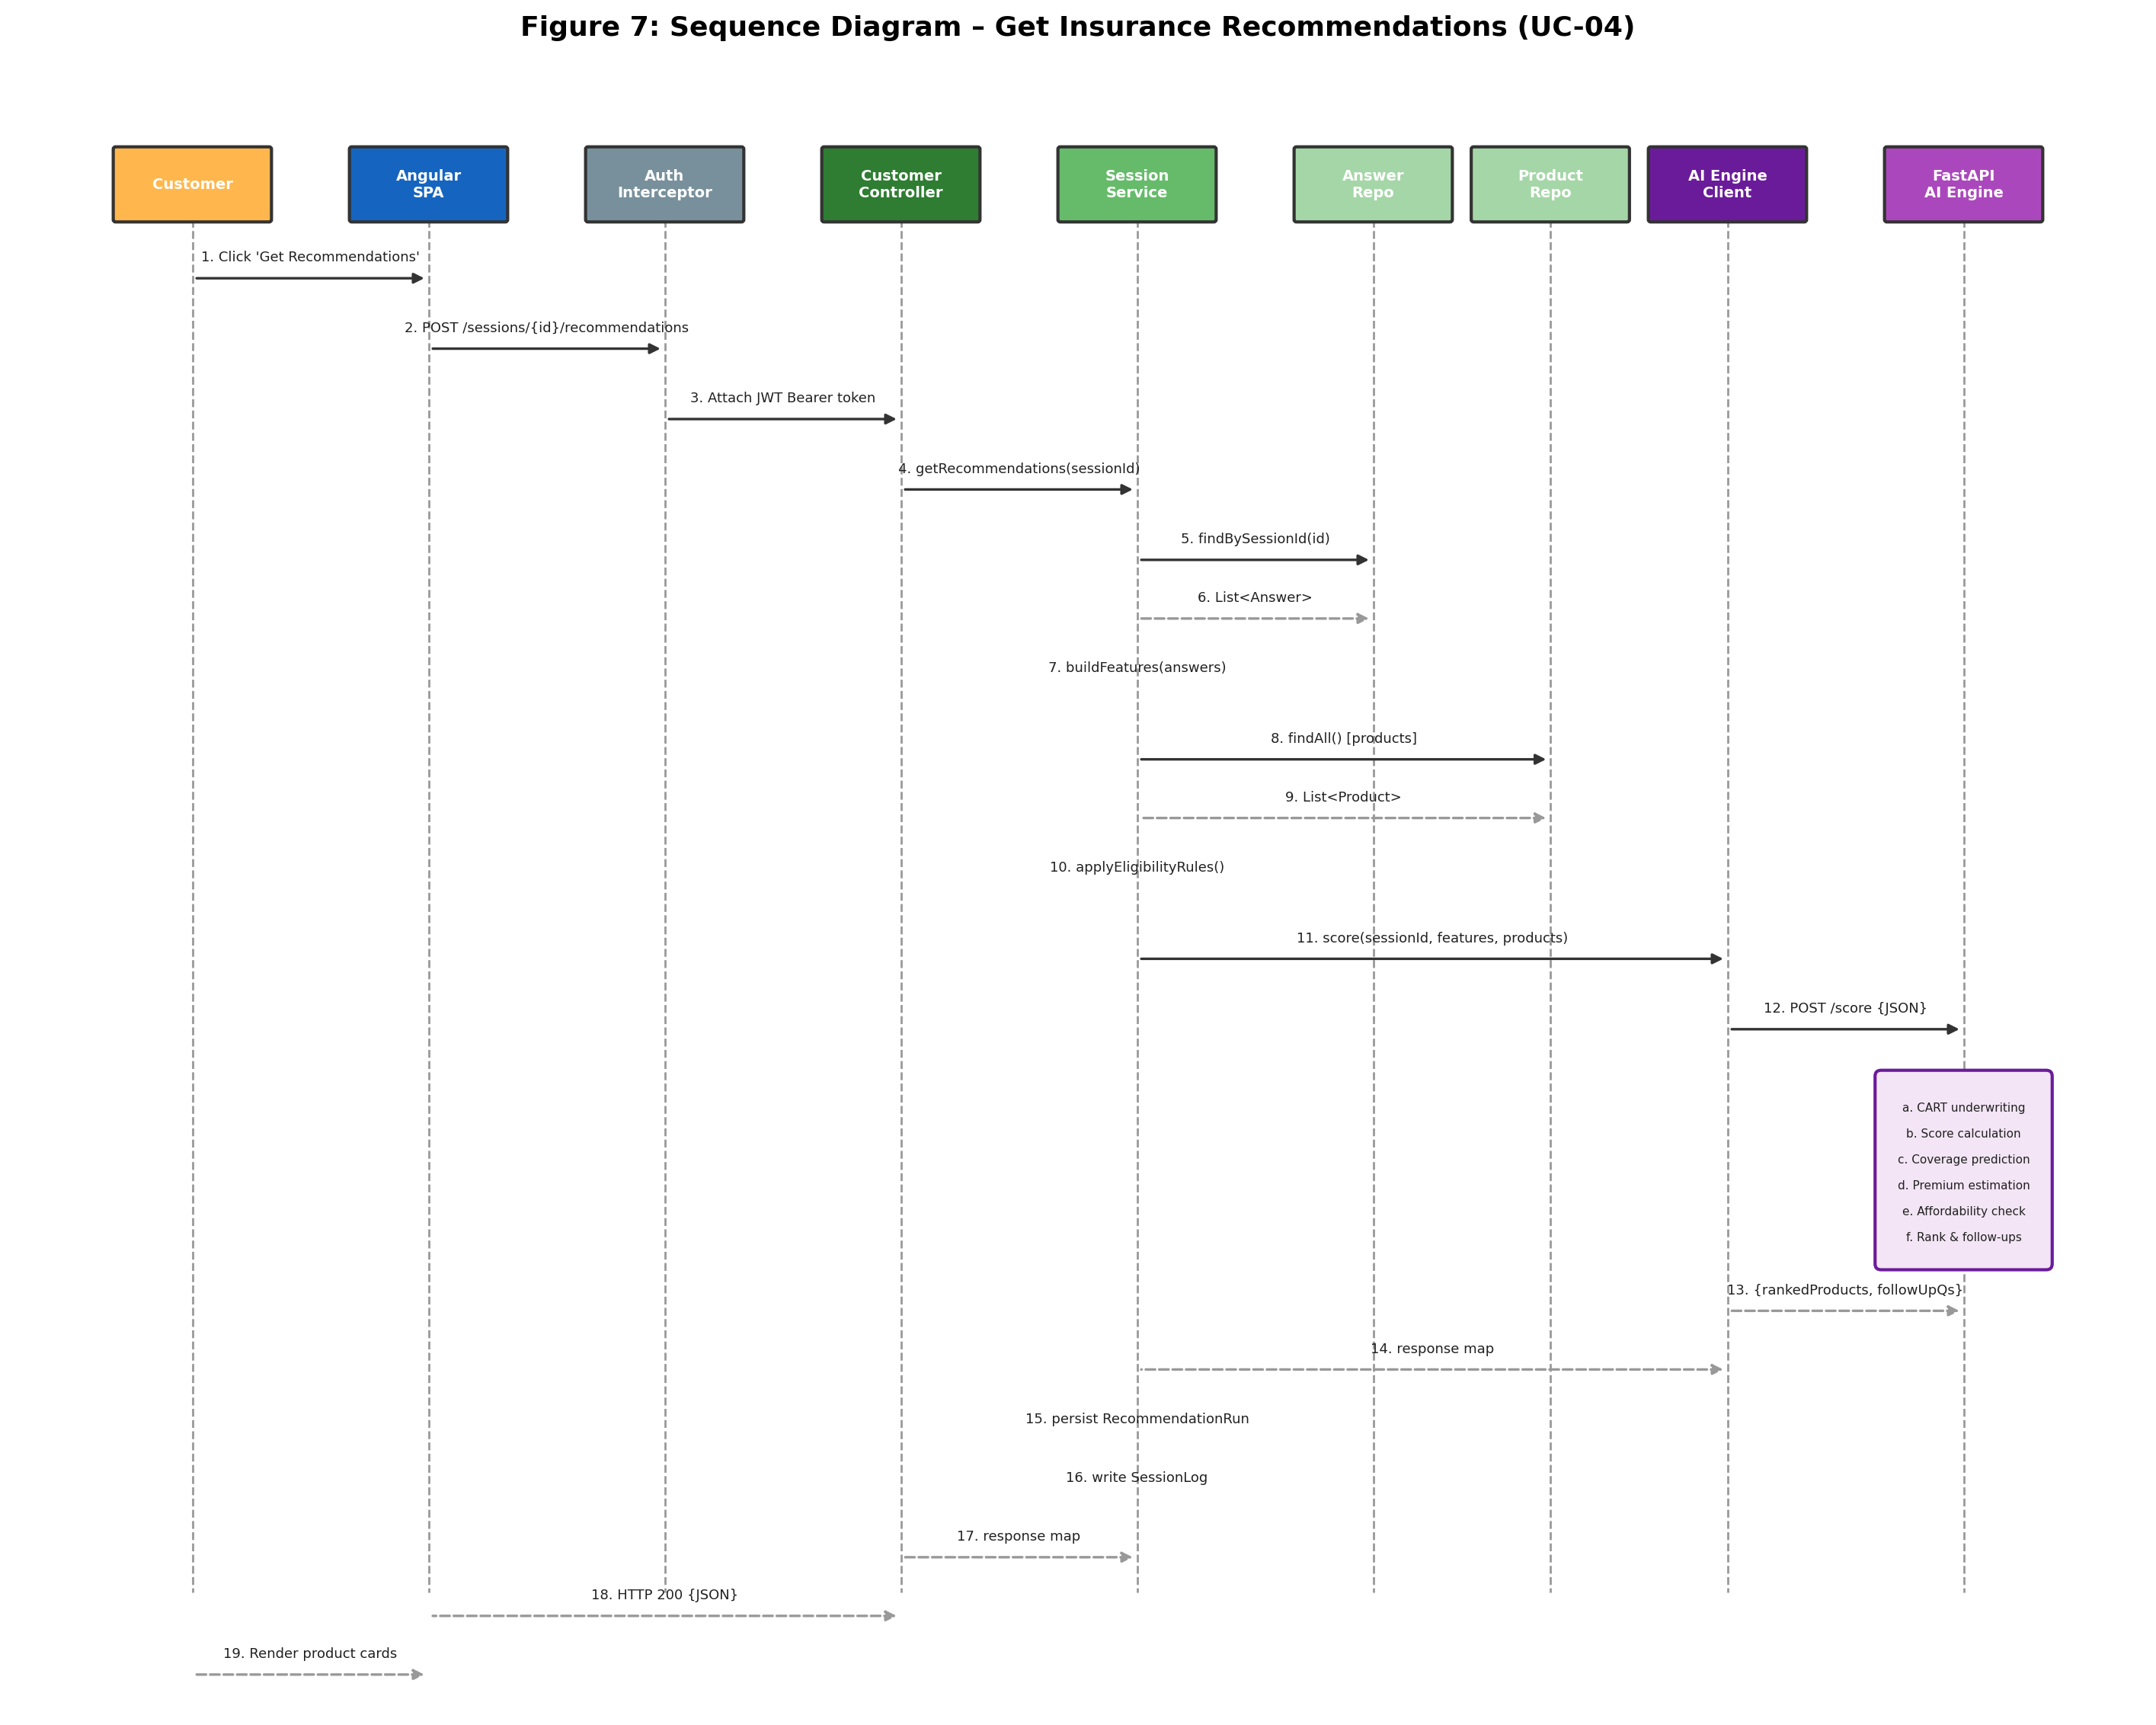 Figure 7: Sequence Diagram – Get Insurance Recommendations (UC-04)
Customer
Angular
SPA
Auth
Interceptor
Customer
Controller
Session
Service
Answer
Repo
Product
Repo
AI Engine
Client
FastAPI
AI Engine
1. Click 'Get Recommendations'
2. POST /sessions/{id}/recommendations
3. Attach JWT Bearer token
4. getRecommendations(sessionId)
5. findBySessionId(id)
6. List<Answer>
7. buildFeatures(answers)
8. findAll() [products]
9. List<Product>
10. applyEligibilityRules()
11. score(sessionId, features, products)
12. POST /score {JSON}
a. CART underwriting
b. Score calculation
c. Coverage prediction
d. Premium estimation
e. Affordability check
f. Rank & follow-ups
13. {rankedProducts, followUpQs}
14. response map
15. persist RecommendationRun
16. write SessionLog
17. response map
18. HTTP 200 {JSON}
19. Render product cards